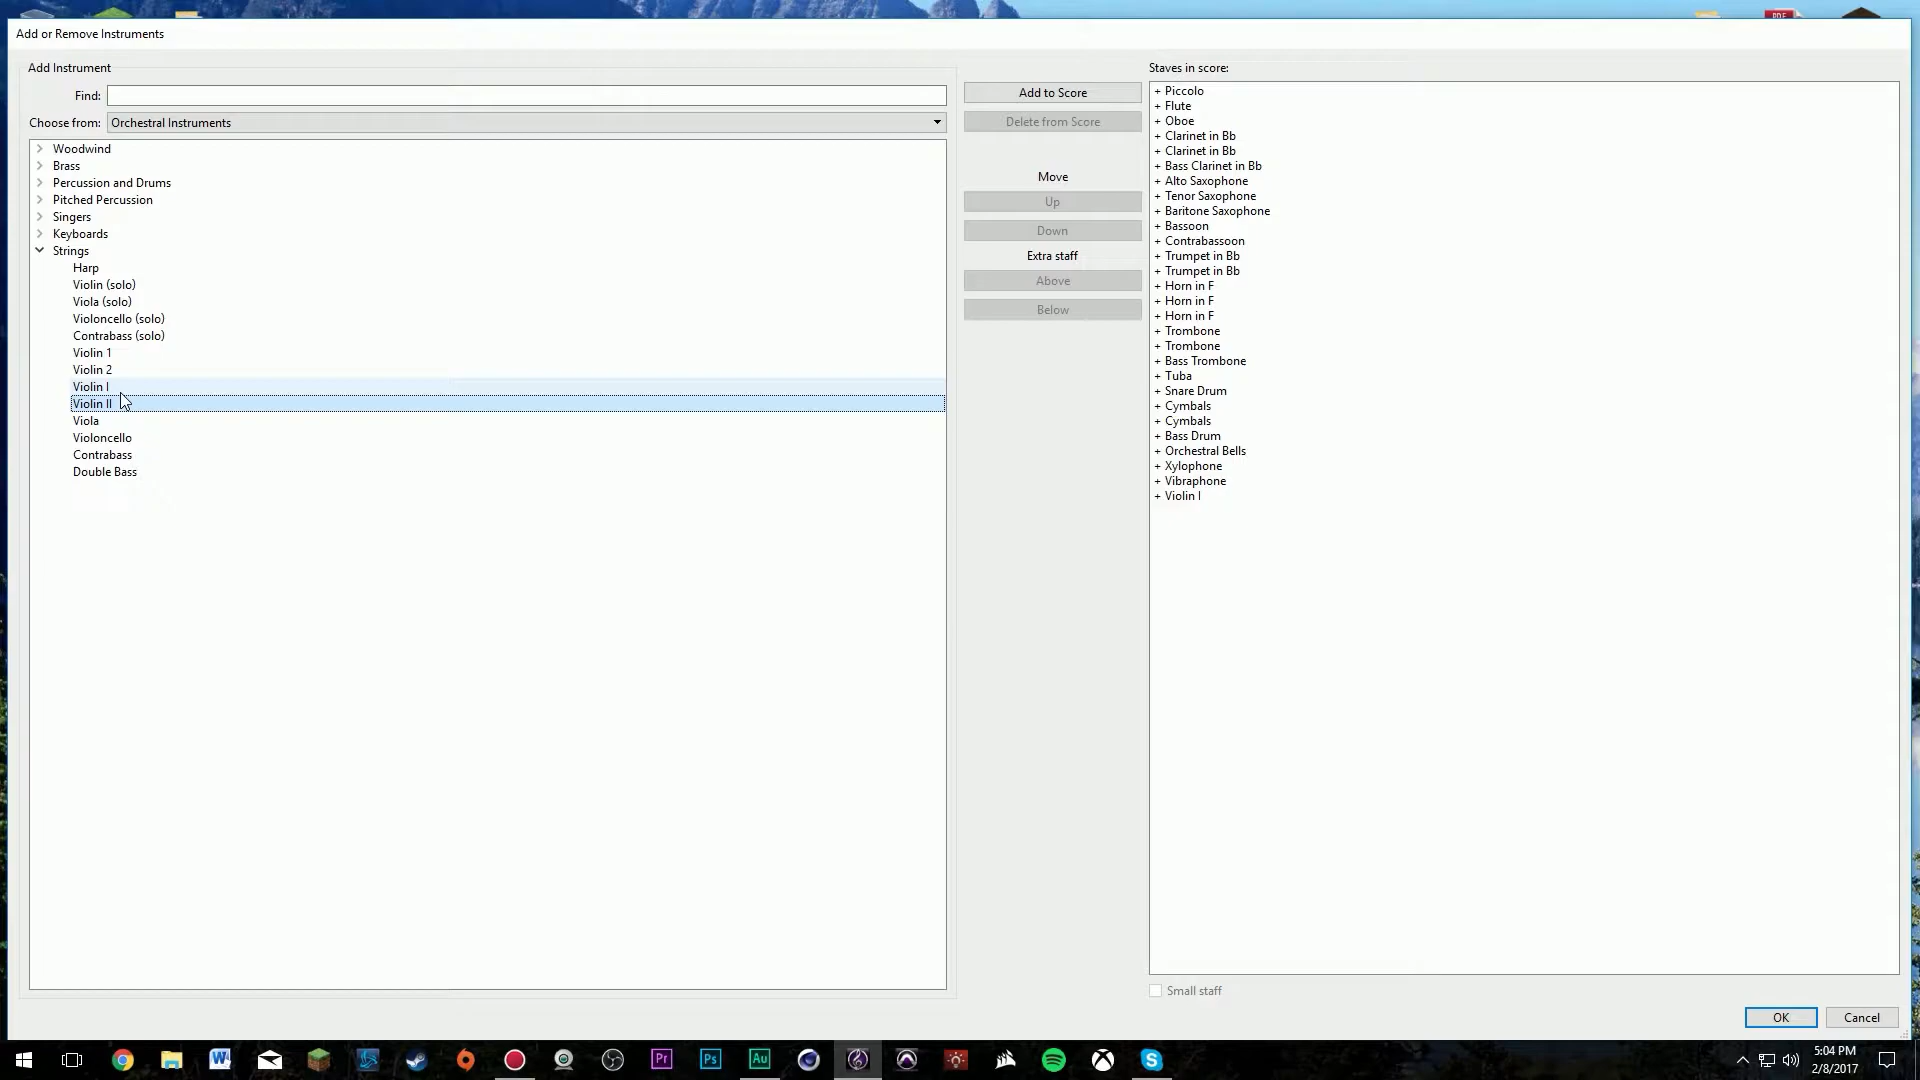 Add or Remove Instruments
Add Instrument
Find:
Choose from: Orchestral Instruments
Woodwind
Brass
Percussion and Drums
Pitched Percussion
Singers
Keyboards
Strings
Harp
Violin (solo)
Viola (solo)
Violoncello (solo)
Contrabass (solo)
Violin 1
Violin 2
Violin I
Violin II
Viola
Violoncello
Contrabass
Double Bass
Add to Score
Delete from Score
Move
Up
Down
Extra staff
Above
Below
Staves in score:
+ Piccolo
+ Flute
+ Oboe
+ Clarinet in Bb
+ Clarinet in Bb
+ Bass Clarinet in Bb
+ Alto Saxophone
+ Tenor Saxophone
+ Baritone Saxophone
+ Bassoon
+ Contrabassoon
+ Trumpet in Bb
+ Trumpet in Bb
+ Horn in F
+ Horn in F
+ Horn in F
+ Trombone
+ Trombone
+ Bass Trombone
+ Tuba
+ Snare Drum
+ Cymbals
+ Cymbals
+ Bass Drum
+ Orchestral Bells
+ Xylophone
+ Vibraphone
+ Violin I
Small staff
OK
Cancel
PDF
W
Pr
Ps
Au
5:04 PM
2/8/2017